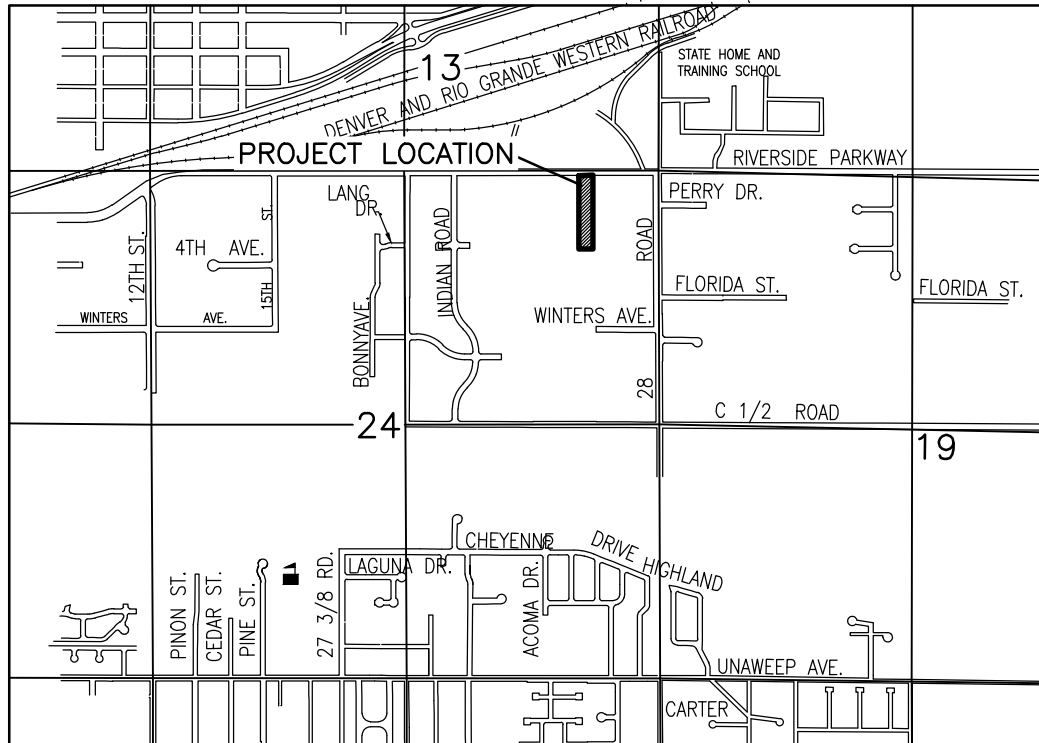 13
STATE HOME AND
TRAINING SCHOOL
DENVER AND RIO GRANDE WESTERN RAILROAD
PROJECT LOCATION
RIVERSIDE PARKWAY
LANG
DR.
PERRY DR.
12TH ST.
4TH AVE.
15TH ST.
INDIAN ROAD
28 ROAD
FLORIDA ST.
FLORIDA ST.
WINTERS AVE.
WINTERS AVE.
BONNYAVE.
C 1/2 ROAD
24
19
CHEYENNE DRIVE
HIGHLAND
LAGUNA DR.
PINON ST.
CEDAR ST.
PINE ST.
27 3/8 RD.
ACOMA DR.
UNAWEEP AVE.
CARTER